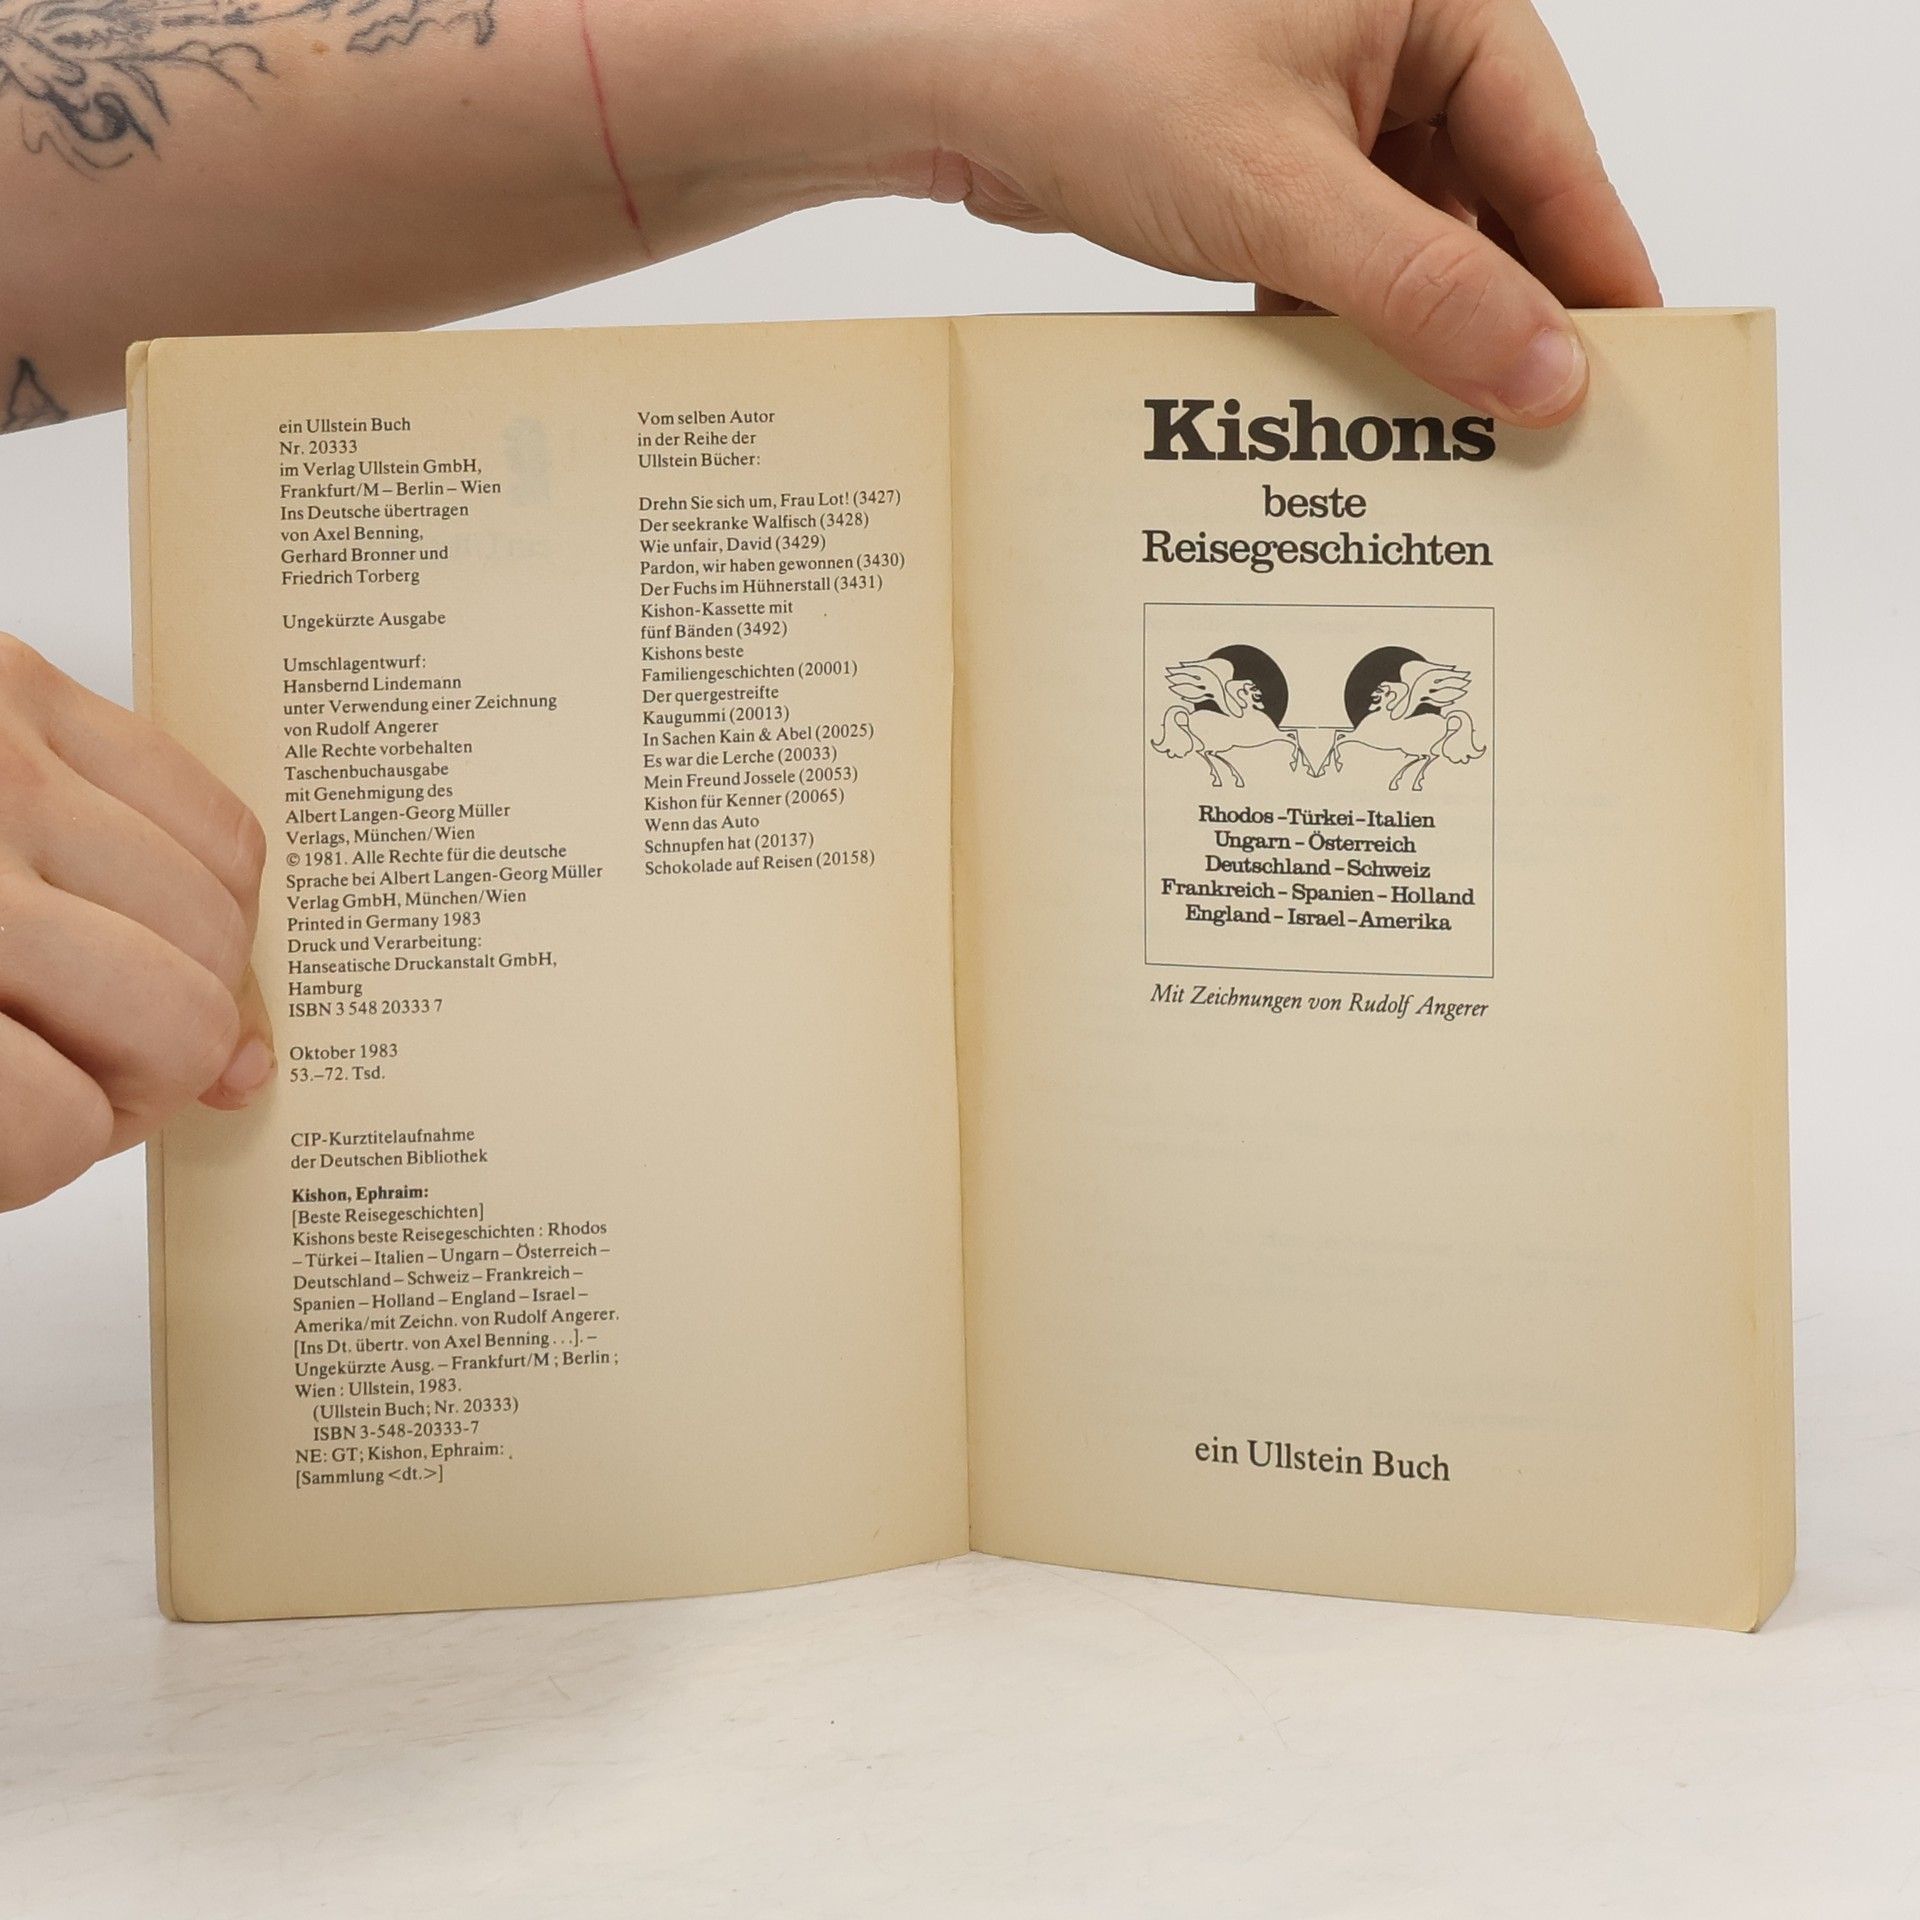 ein Ullstein Buch
Nr. 20333
im Verlag Ullstein GmbH,
Frankfurt/M – Berlin – Wien
Ins Deutsche übertragen
von Axel Benning,
Gerhard Bronner und
Friedrich Torberg
Ungekürzte Ausgabe
Umschlagentwurf:
Hansbernd Lindemann
unter Verwendung einer Zeichnung
von Rudolf Angerer
Alle Rechte vorbehalten
Taschenbuchausgabe
mit Genehmigung des
Albert Langen-Georg Müller
Verlags, München/Wien
© 1981. Alle Rechte für die deutsche
Sprache bei Albert Langen-Georg Müller
Verlag GmbH, München/Wien
Printed in Germany 1983
Druck und Verarbeitung:
Hanseatische Druckanstalt GmbH,
Hamburg
ISBN 3 548 20333 7
Oktober 1983
53.–72. Tsd.
CIP-Kurztitelaufnahme
der Deutschen Bibliothek
Kishon, Ephraim:
[Beste Reisegeschichten]
Kishons beste Reisegeschichten : Rhodos
– Türkei – Italien – Ungarn – Österreich –
Deutschland – Schweiz – Frankreich –
Spanien – Holland – England – Israel –
Amerika/mit Zeichn. von Rudolf Angerer.
[Ins Dt. übertr. von Axel Benning . . .]. –
Ungekürzte Ausg. – Frankfurt/M ; Berlin ;
Wien : Ullstein, 1983.
(Ullstein Buch; Nr. 20333)
ISBN 3-548-20333-7
NE: GT; Kishon, Ephraim:
[Sammlung <dt.>]
Vom selben Autor
in der Reihe der
Ullstein Bücher:
Drehn Sie sich um, Frau Lot! (3427)
Der seekranke Walfisch (3428)
Wie unfair, David (3429)
Pardon, wir haben gewonnen (3430)
Der Fuchs im Hühnerstall (3431)
Kishon-Kassette mit
fünf Bänden (3492)
Kishons beste
Familiengeschichten (20001)
Der quergestreifte
Kaugummi (20013)
In Sachen Kain & Abel (20025)
Es war die Lerche (20033)
Mein Freund Jossele (20053)
Kishon für Kenner (20065)
Wenn das Auto
Schnupfen hat (20137)
Schokolade auf Reisen (20158)
Kishons
beste
Reisegeschichten
Rhodos – Türkei – Italien
Ungarn – Österreich
Deutschland – Schweiz
Frankreich – Spanien – Holland
England – Israel – Amerika
Mit Zeichnungen von Rudolf Angerer
ein Ullstein Buch